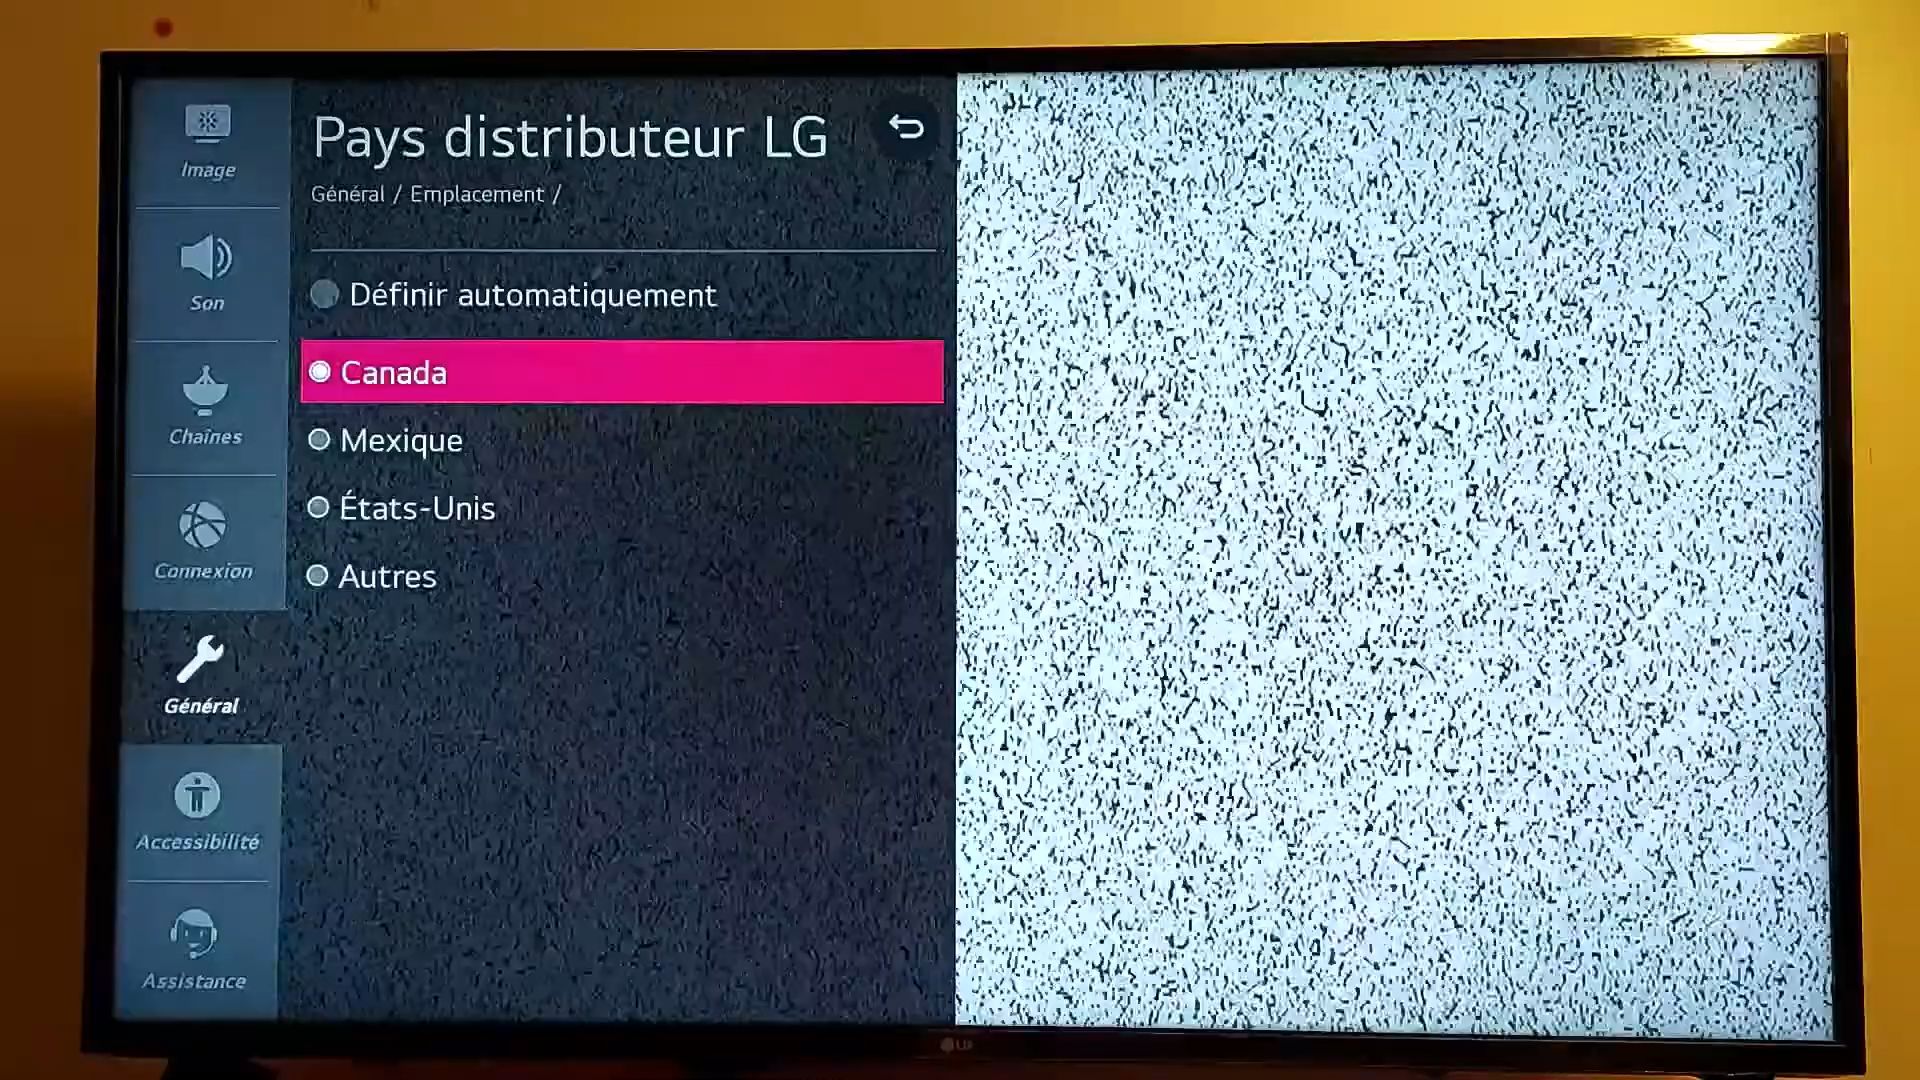 Image
Son
Chaînes
Connexion
Général
Accessibilité
Assistance
Pays distributeur LG
Général / Emplacement /
Définir automatiquement
Canada
Mexique
États-Unis
Autres
LG